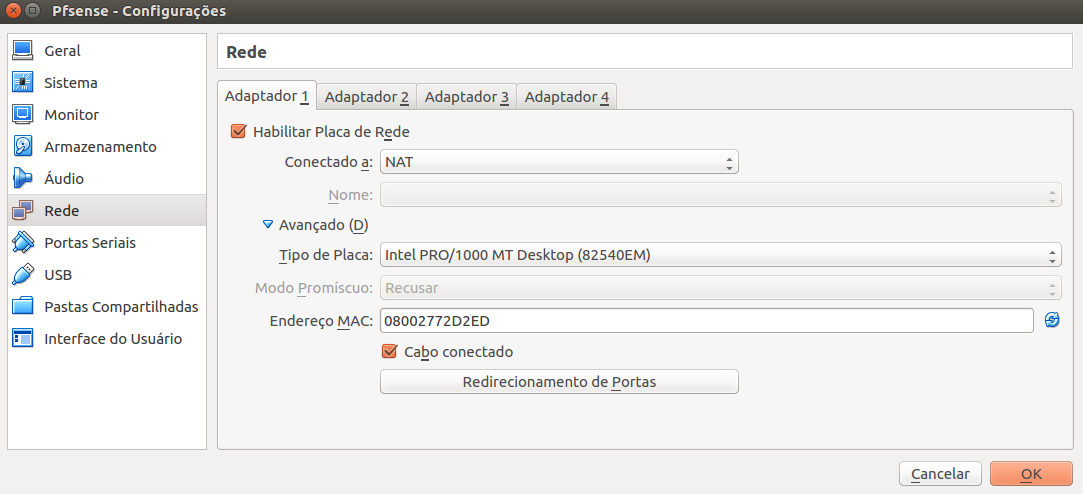 Pfsense - Configurações
Geral
Sistema
Monitor
Armazenamento
Áudio
Rede
Portas Seriais
USB
Pastas Compartilhadas
Interface do Usuário
Rede
Adaptador 1 Adaptador 2 Adaptador 3 Adaptador 4
Habilitar Placa de Rede
Conectado a: NAT
Nome:
Avançado (D)
Tipo de Placa: Intel PRO/1000 MT Desktop (82540EM)
Modo Promíscuo: Recusar
Endereço MAC: 08002772D2ED
Cabo conectado
Redirecionamento de Portas
Cancelar OK